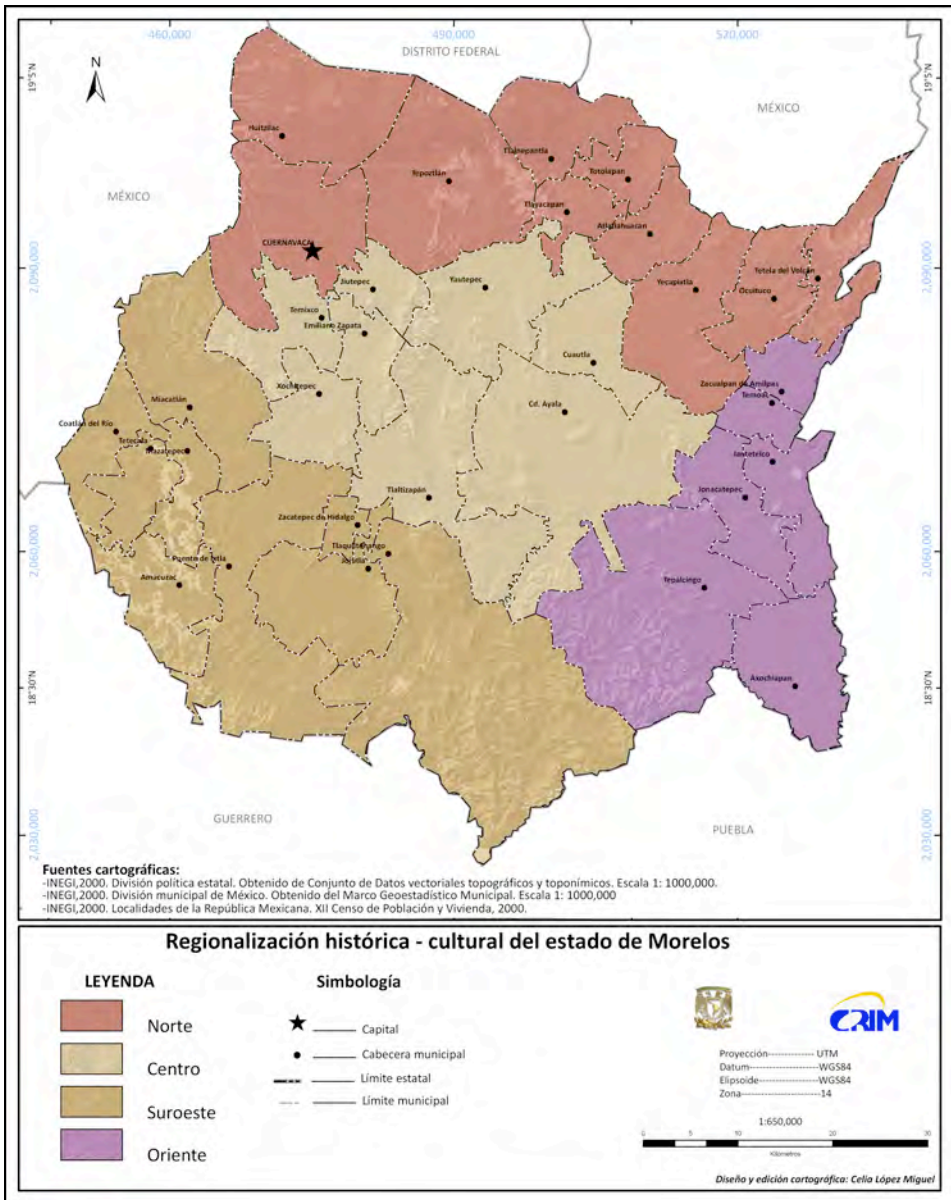 460,000
490,000
520,000
DISTRITO FEDERAL
19°5'N
19°5'N
N
MÉXICO
MÉXICO
Huitzilac
Tlalnepantla
Totolapan
Tepoztlán
Tlayacapan
Atlatlahucan
CUERNAVACA
2,090,000
2,090,000
Jiutepec
Yautepec
Yecapixtla
Tetela del Volcán
Ocuituco
Temixco
Emiliano Zapata
Cuautla
Zacualpan de Amilpas
Temoac
Xochitepec
Miacatlán
Cd. Ayala
Coatlán del Río
Tetecala
Mazatepec
Jantetelco
Tlaltizapán
Jonacatepec
Zacatepec de Hidalgo
Tlaquiltenango
Jojutla
2,060,000
2,060,000
Puente de Ixtla
Amacuzac
Tepalcingo
18°30'N
18°30'N
Axochiapan
GUERRERO
PUEBLA
2,030,000
2,030,000
Fuentes cartográficas:
-INEGI,2000. División política estatal. Obtenido de Conjunto de Datos vectoriales topográficos y toponímicos. Escala 1: 1000,000.
-INEGI,2000. División municipal de México. Obtenido del Marco Geoestadístico Municipal. Escala 1: 1000,000
-INEGI,2000. Localidades de la República Mexicana. XII Censo de Población y Vivienda, 2000.
Regionalización histórica - cultural del estado de Morelos
LEYENDA
Norte
Centro
Suroeste
Oriente
Simbología
Capital
Cabecera municipal
Límite estatal
Límite municipal
CRIM
Proyección------------ UTM
Datum------------WGS84
Elipsoide------------WGS84
Zona------------14
1:650,000
0 5 10 20 30
Kilómetros
Diseño y edición cartográfica: Celia López Miguel